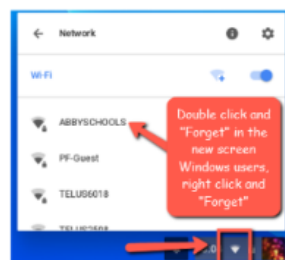 Network
Wi-Fi
ABBYSCHOOLS
Double click and
"Forget" in the
new screen
Windows users,
right click and
"Forget"
PF-Guest
TELUS6018